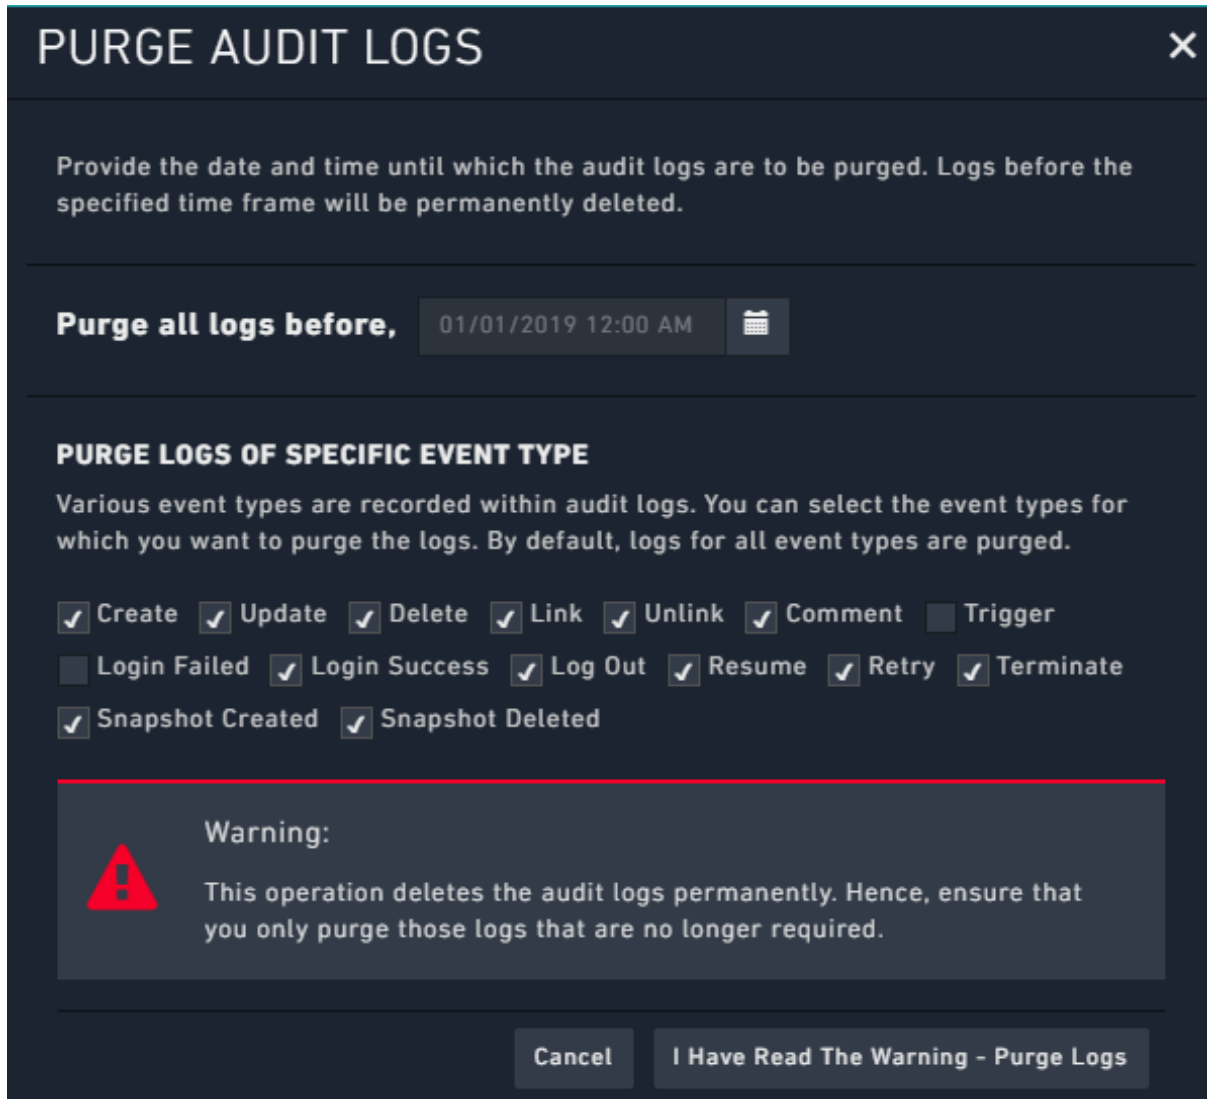 PURGE AUDIT LOGS
Provide the date and time until which the audit logs are to be purged. Logs before the
specified time frame will be permanently deleted.
Purge all logs before, 01/01/2019 12:00 AM
PURGE LOGS OF SPECIFIC EVENT TYPE
Various event types are recorded within audit logs. You can select the event types for
which you want to purge the logs. By default, logs for all event types are purged.
Create Update Delete Link Unlink Comment Trigger
Login Failed Login Success Log Out Resume Retry Terminate
Snapshot Created Snapshot Deleted
Warning:
This operation deletes the audit logs permanently. Hence, ensure that
you only purge those logs that are no longer required.
Cancel I Have Read The Warning - Purge Logs